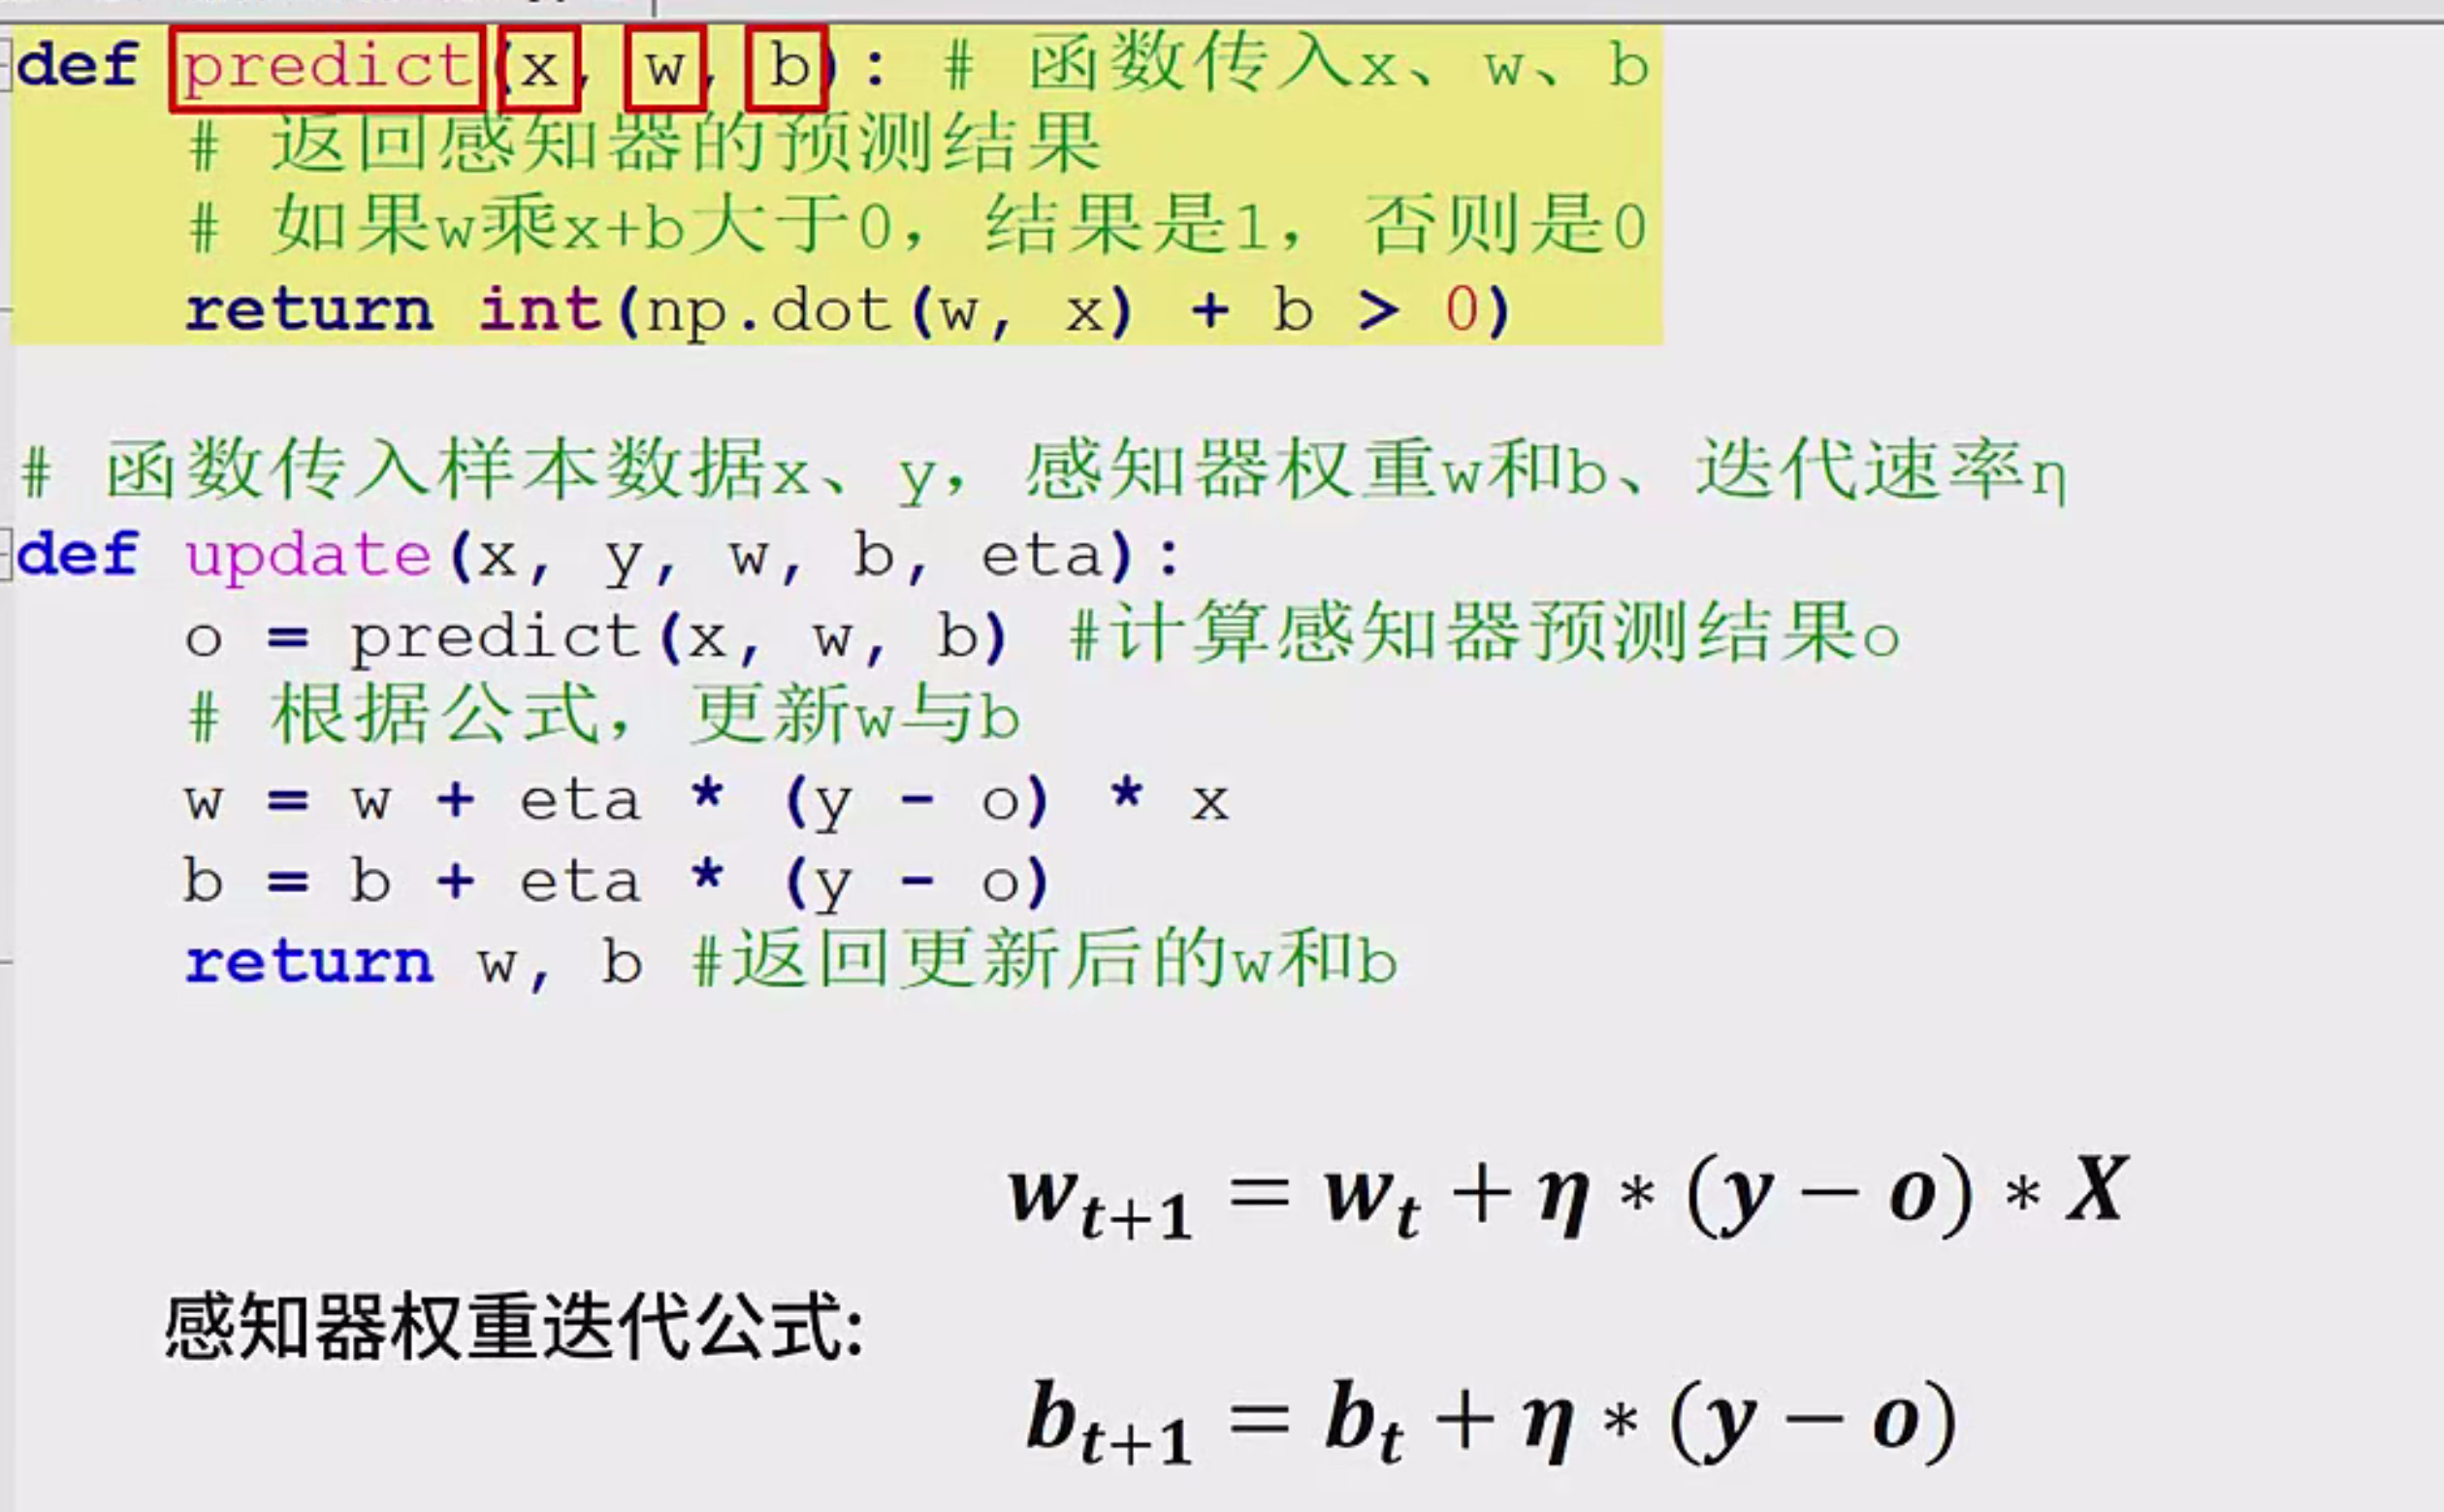 def predict(x, w, b): # 函数传入x、w、b
# 返回感知器的预测结果
# 如果w乘x+b大于0，结果是1，否则是0
return int(np.dot(w, x) + b > 0)
# 函数传入样本数据x、y，感知器权重w和b、迭代速率η
def update(x, y, w, b, eta):
o = predict(x, w, b) #计算感知器预测结果o
# 根据公式，更新w与b
w = w + eta * (y - o) * x
b = b + eta * (y - o)
return w, b #返回更新后的w和b
w_{t+1} = w_t + η * (y − o) * X
感知器权重迭代公式:
b_{t+1} = b_t + η * (y − o)